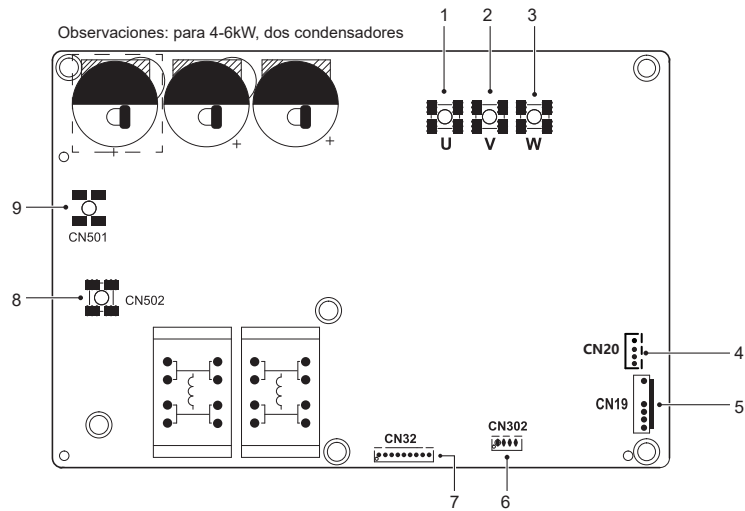 1 2 3
Observaciones: para 4-6kW, dos condensadores
+ + +
U V W
9
CN501
8 CN502
CN20 4
CN19 5
CN32 CN302
7 6